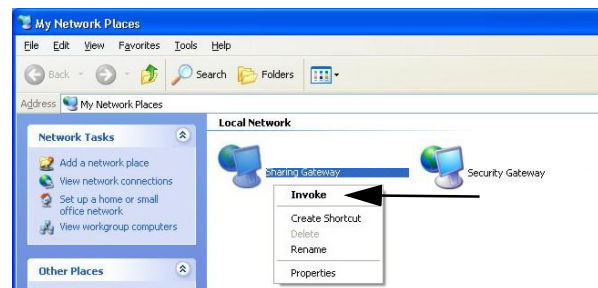 My Network Places
File Edit View Favorites Tools Help
Back Search Folders
Address My Network Places
Network Tasks
Add a network place
View network connections
Set up a home or small
office network
View workgroup computers
Other Places
Local Network
Sharing Gateway
Security Gateway
Invoke
Create Shortcut
Delete
Rename
Properties